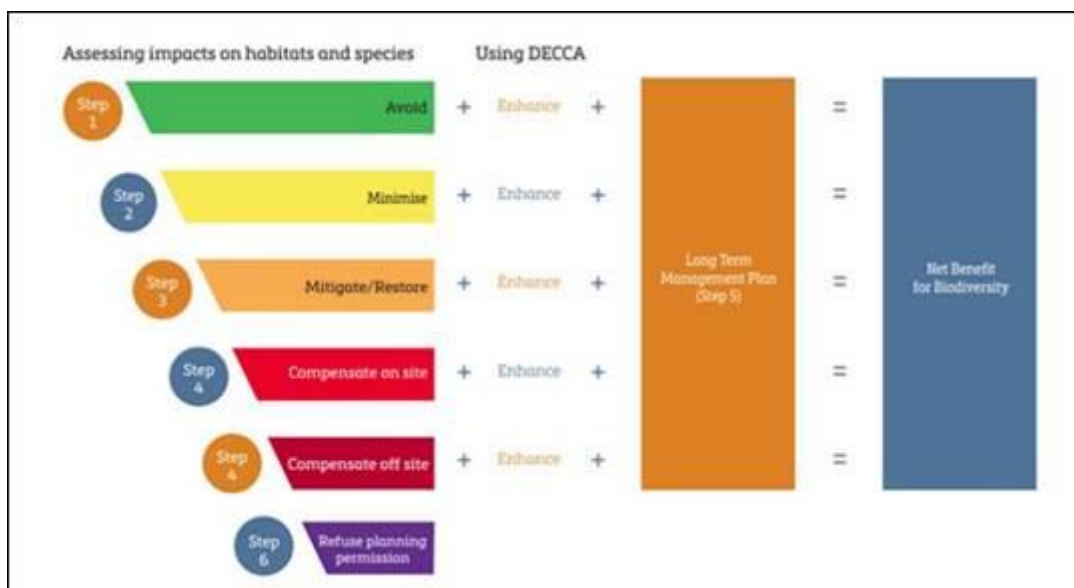 Assessing impacts on habitats and species
Using DECCA
Step
1
Avoid
+ Enhance +
=
Step
2
Minimise
+ Enhance +
=
Step
3
Mitigate/Restore
+ Enhance +
Long Term
Management Plan
(Step 5)
=
Net Benefit
for Biodiversity
Step
4
Compensate on site
+ Enhance +
=
Step
4
Compensate off site
+ Enhance +
=
Step
6
Refuse planning
permission